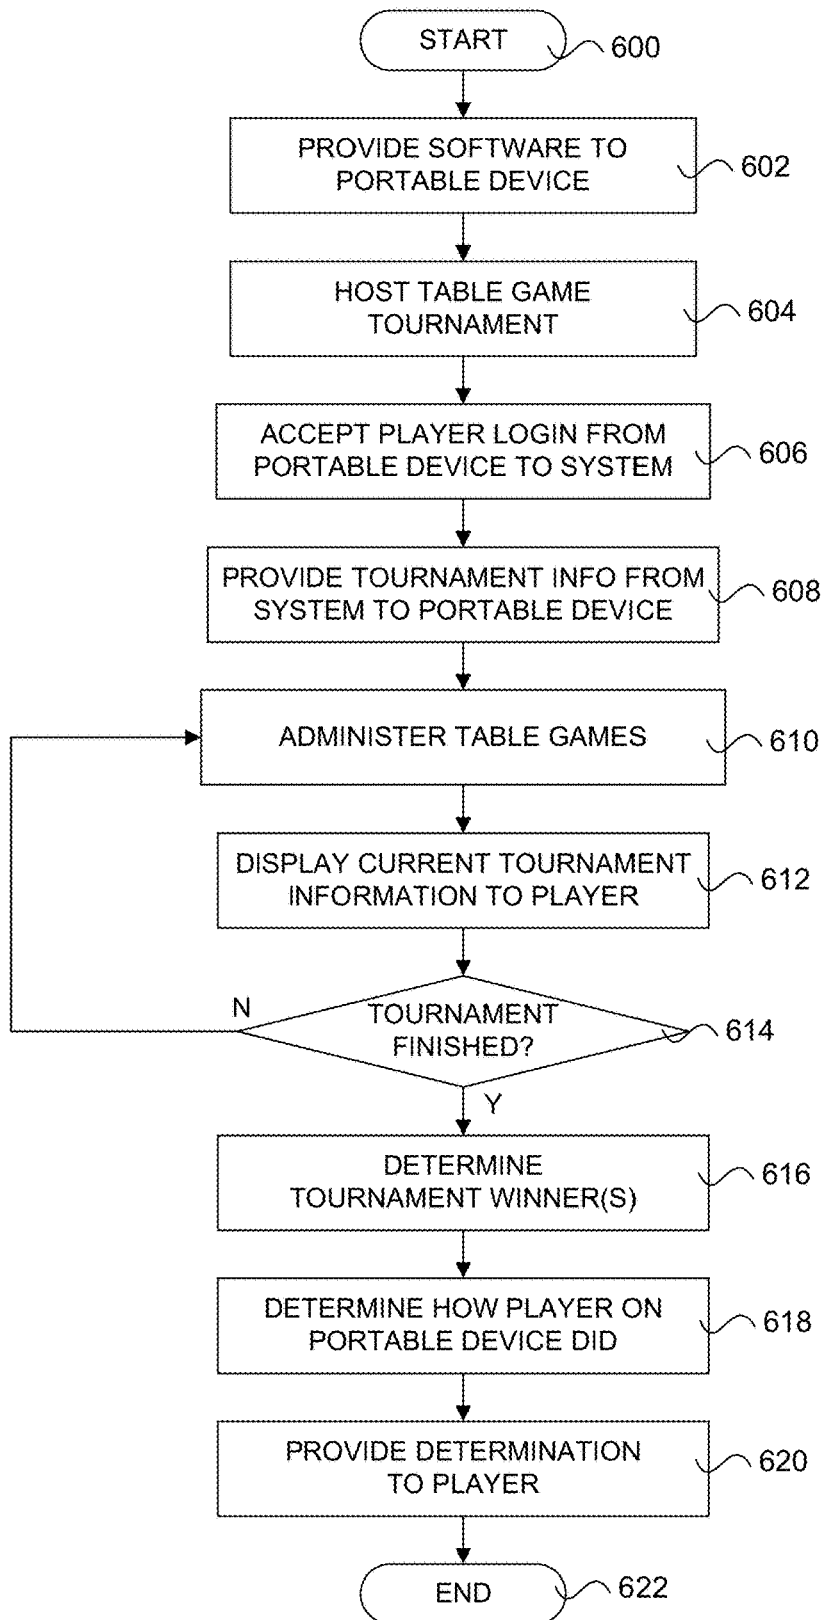 START
600
PROVIDE SOFTWARE TO
PORTABLE DEVICE
602
HOST TABLE GAME
TOURNAMENT
604
ACCEPT PLAYER LOGIN FROM
PORTABLE DEVICE TO SYSTEM
606
PROVIDE TOURNAMENT INFO FROM
SYSTEM TO PORTABLE DEVICE
608
ADMINISTER TABLE GAMES
610
DISPLAY CURRENT TOURNAMENT
INFORMATION TO PLAYER
612
N
TOURNAMENT
FINISHED?
614
Y
DETERMINE
TOURNAMENT WINNER(S)
616
DETERMINE HOW PLAYER ON
PORTABLE DEVICE DID
618
PROVIDE DETERMINATION
TO PLAYER
620
END
622